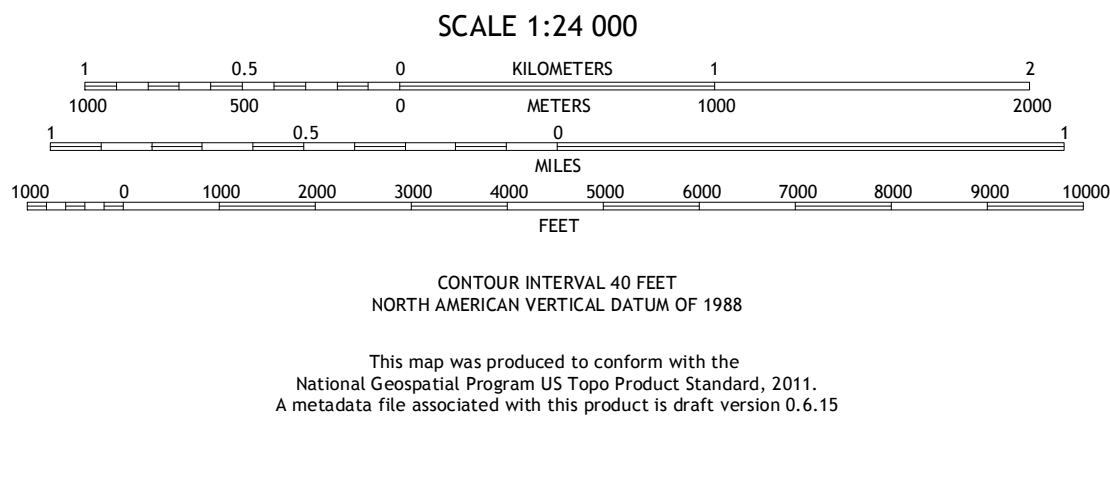 SCALE 1:24 000
1 0.5 0 KILOMETERS 1 2
1000 500 0 METERS 1000 2000
1 0.5 0 1
MILES
1000 0 1000 2000 3000 4000 5000 6000 7000 8000 9000 10000
FEET
CONTOUR INTERVAL 40 FEET
NORTH AMERICAN VERTICAL DATUM OF 1988
This map was produced to conform with the
National Geospatial Program US Topo Product Standard, 2011.
A metadata file associated with this product is draft version 0.6.15